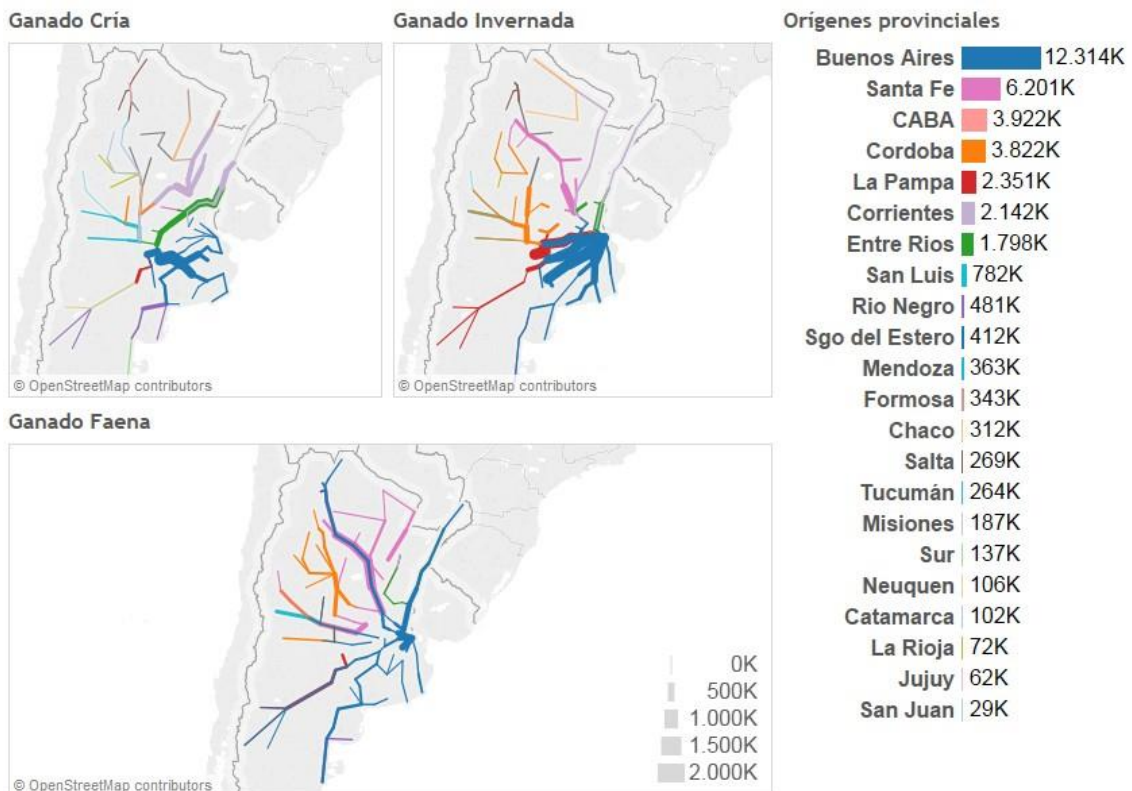 Ganado Cría
Ganado Invernada
Orígenes provinciales
© OpenStreetMap contributors
© OpenStreetMap contributors
Ganado Faena
0K
500K
1.000K
1.500K
2.000K
© OpenStreetMap contributors
Buenos Aires 12.314K
Santa Fe 6.201K
CABA 3.922K
Cordoba 3.822K
La Pampa 2.351K
Corrientes 2.142K
Entre Rios 1.798K
San Luis 782K
Rio Negro 481K
Sgo del Estero 412K
Mendoza 363K
Formosa 343K
Chaco 312K
Salta 269K
Tucumán 264K
Misiones 187K
Sur 137K
Neuquen 106K
Catamarca 102K
La Rioja 72K
Jujuy 62K
San Juan 29K